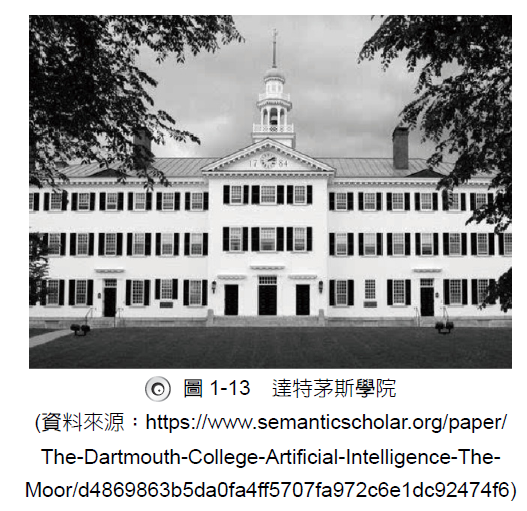 1784
圖 1-13 達特茅斯學院
(資料來源：https://www.semanticscholar.org/paper/
The-Dartmouth-College-Artificial-Intelligence-The-
Moor/d4869863b5da0fa4ff5707fa972c6e1dc92474f6)